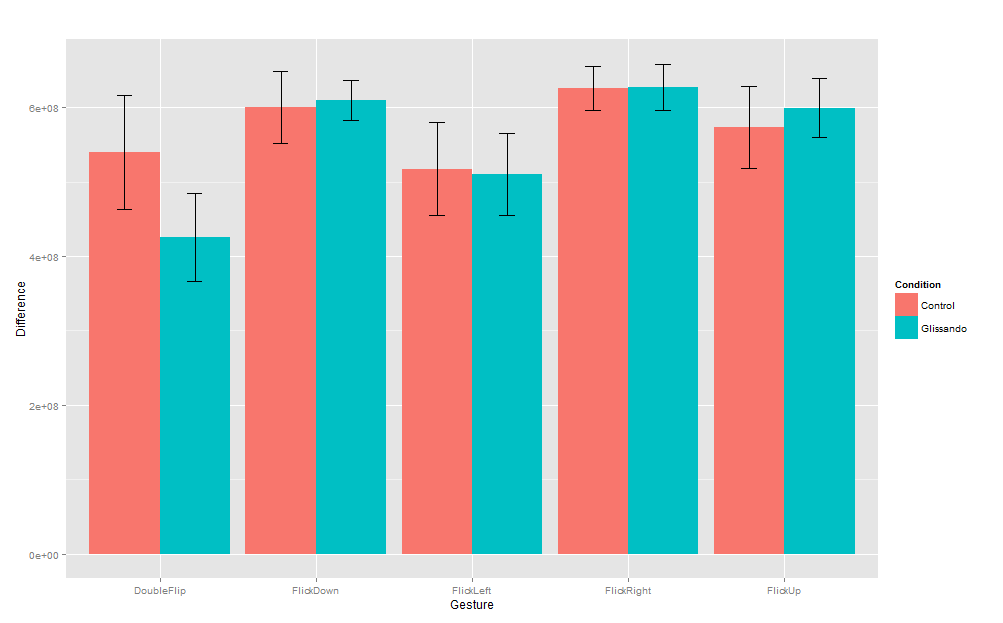 6e+08
4e+08
2e+08
0e+00
Difference
DoubleFlip
FlickDown
FlickLeft
FlickRight
FlickUp
Gesture
Condition
Control
Glissando